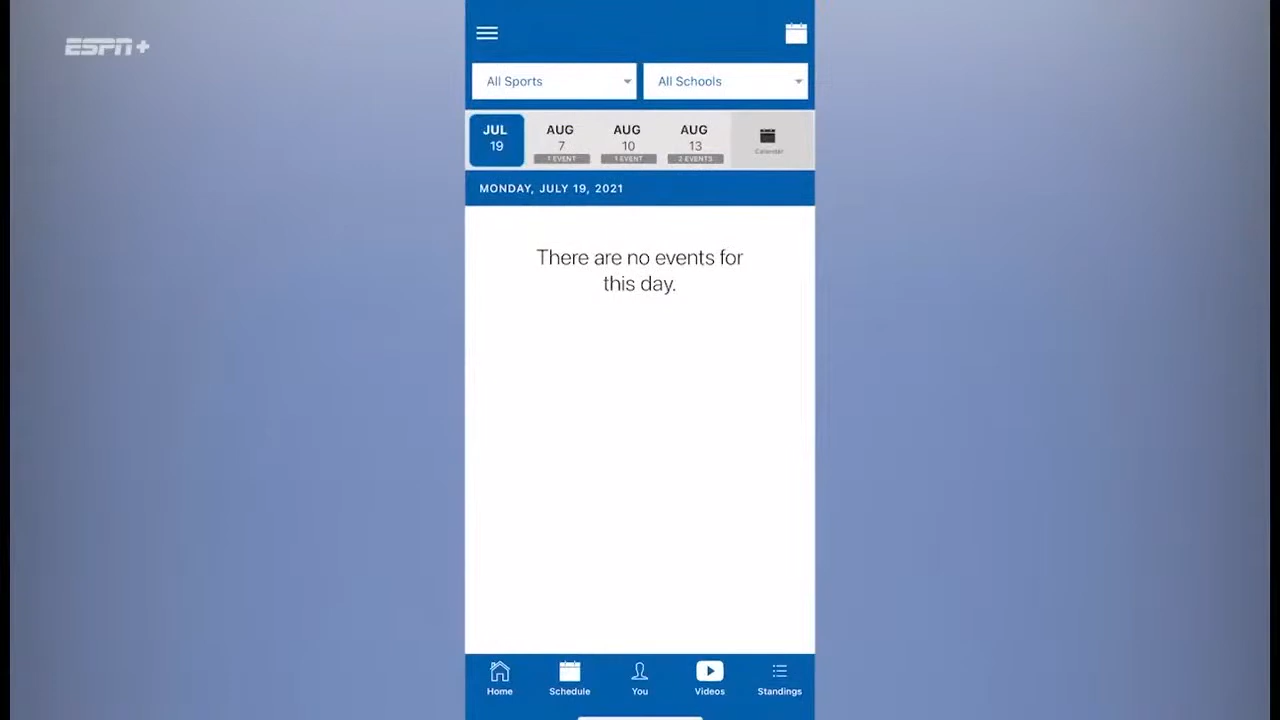 ESPN+
All Sports
All Schools
JUL
19
AUG
7
1 EVENT
AUG
10
1 EVENT
AUG
13
2 EVENTS
Calendar
MONDAY, JULY 19, 2021
There are no events for
this day.
Home
Schedule
You
Videos
Standings